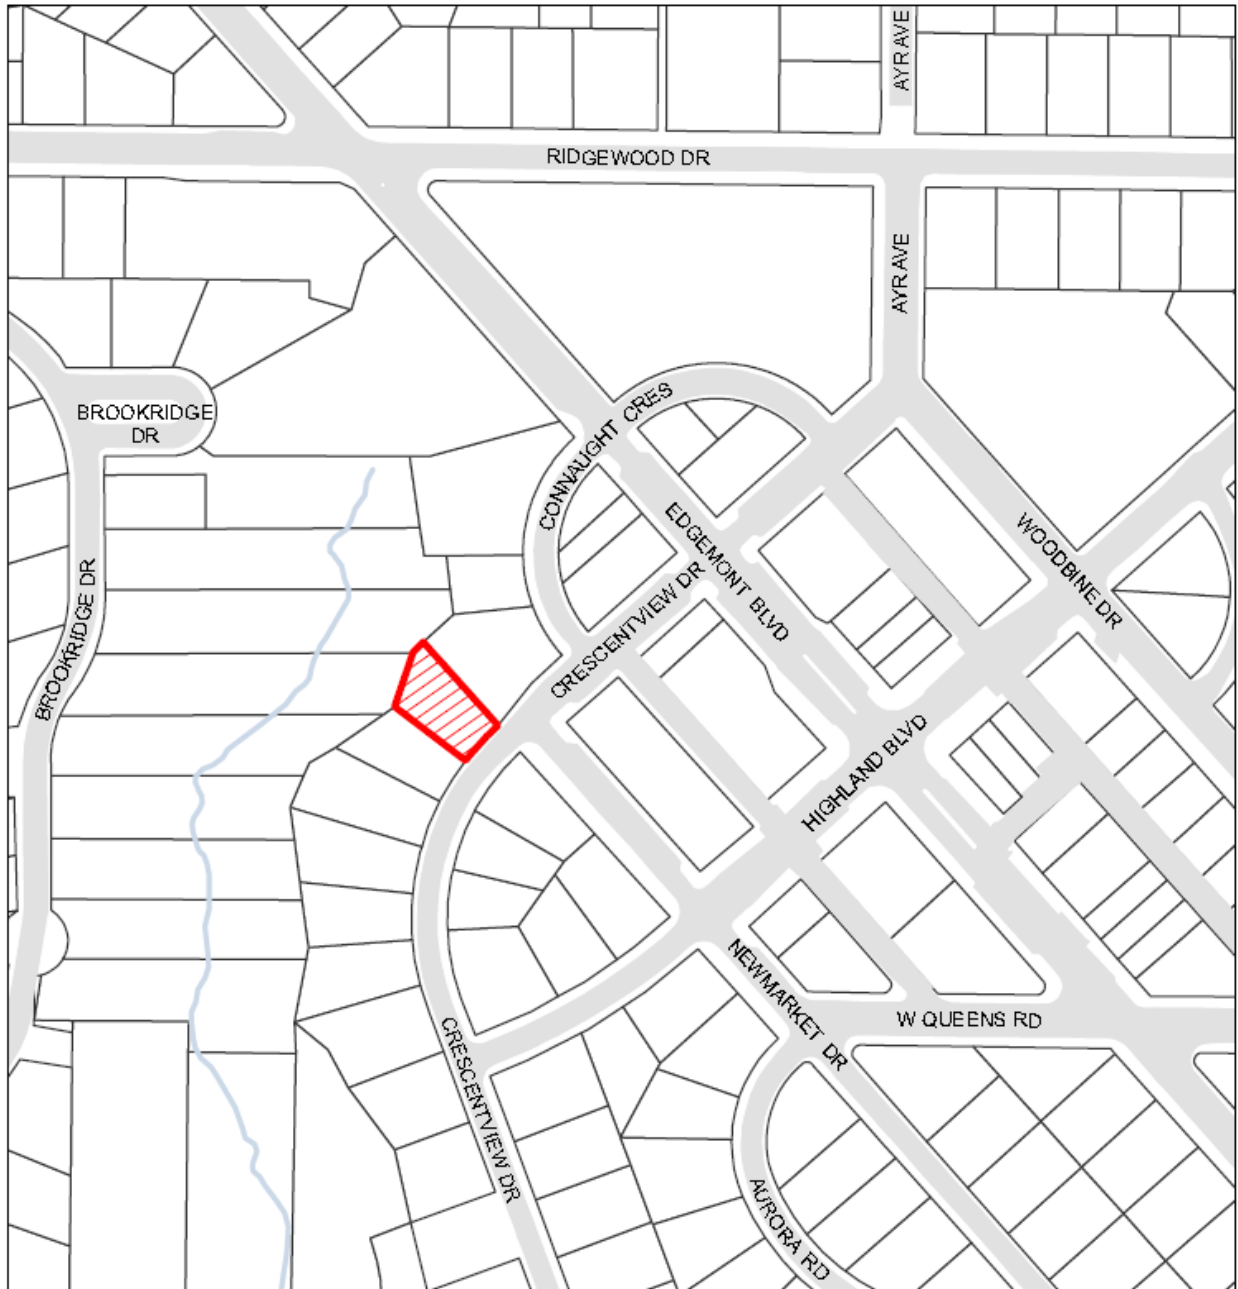 AYR AVE
RIDGEWOOD DR
AYR AVE
CONNAUGHT CRES
BROOKRIDGE
DR
EDGEMONT BLVD
WOODBINE DR
CRESCENTVIEW DR
BROOKRIDGE DR
HIGHLAND BLVD
NEWMARKET DR
W QUEENS RD
CRESCENTVIEW DR
AURORA RD